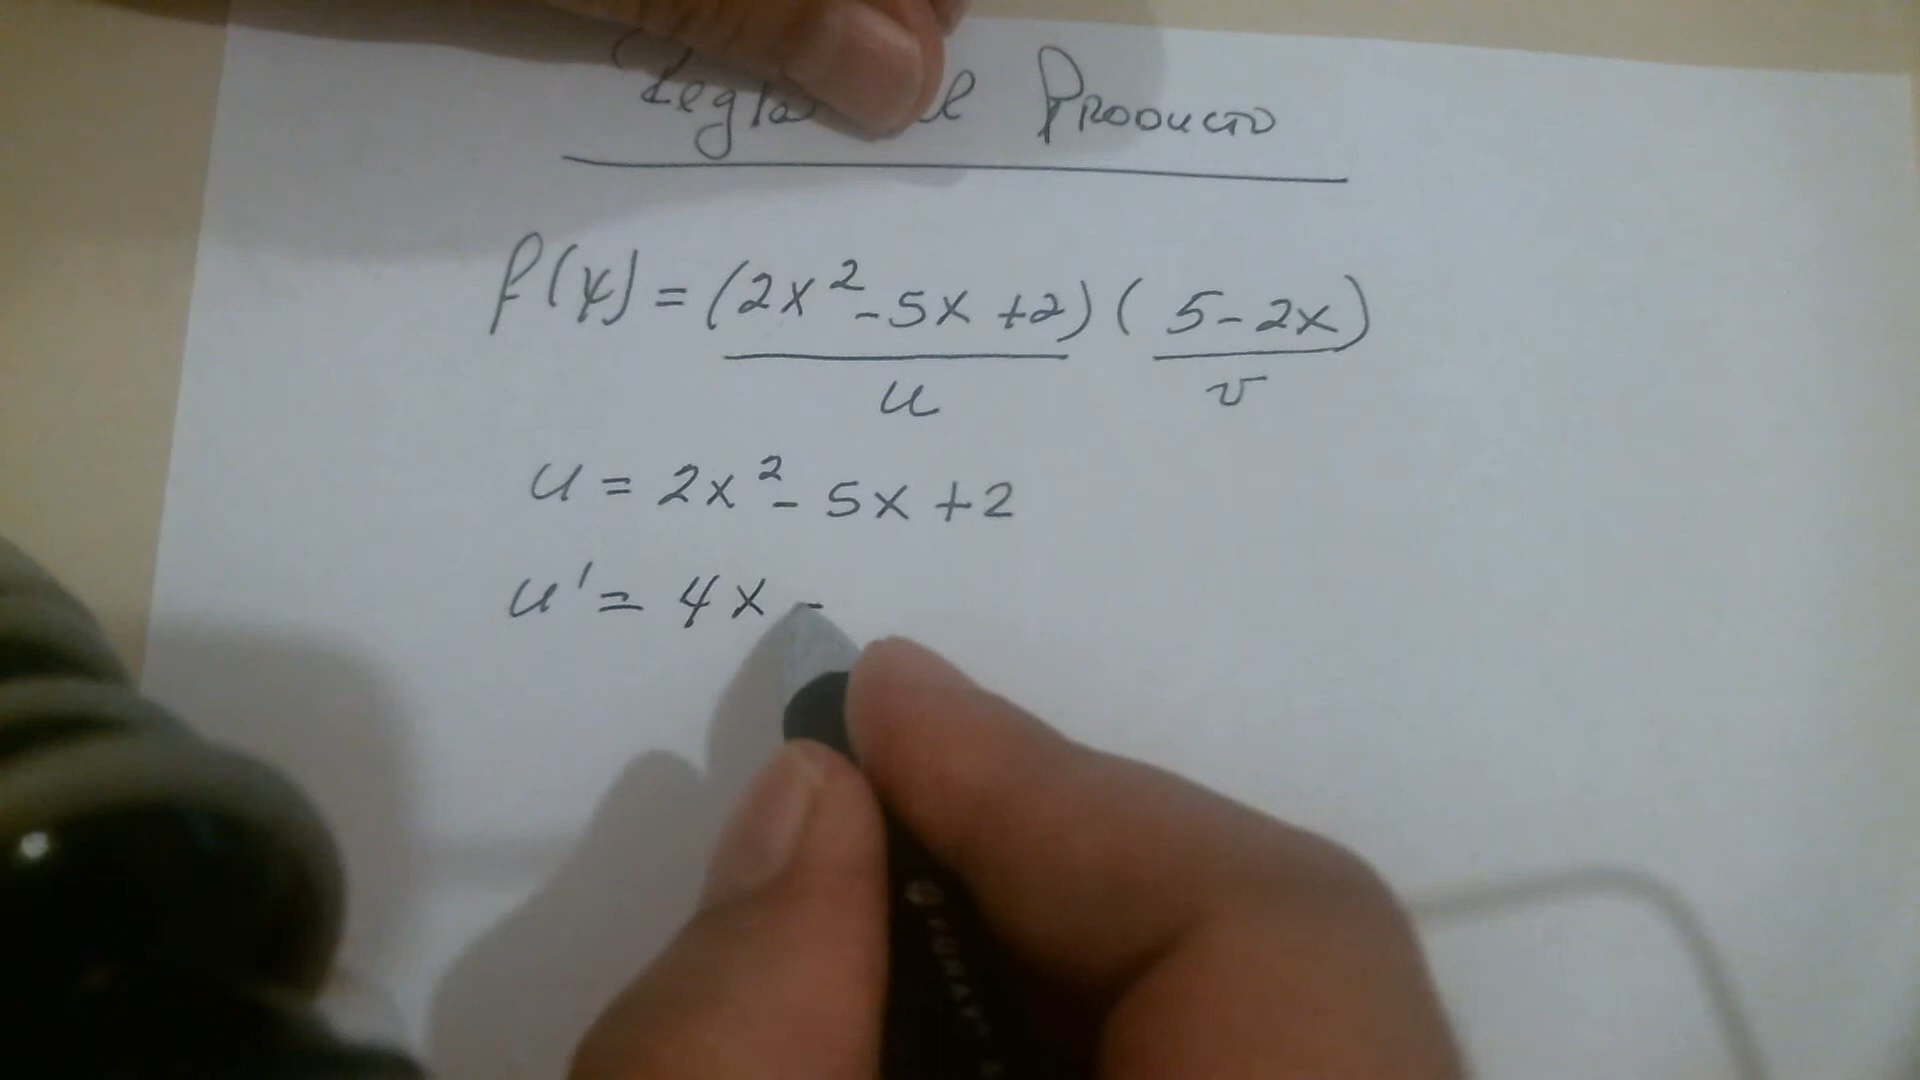 Regla del Producto
f(x) = (2x² - 5x + 2) (5 - 2x)
u v
u = 2x² - 5x + 2
u' = 4x -